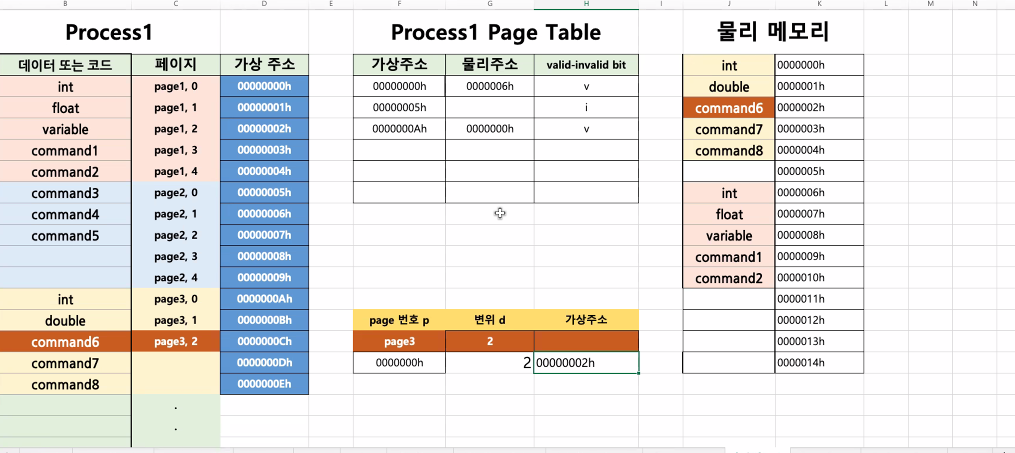 B C D E F G H I J K L M N
Process1 Process1 Page Table 물리 메모리
데이터 또는 코드 페이지 가상 주소 가상주소 물리주소 valid-invalid bit int 0000000h
int page1, 0 00000000h 00000000h 0000006h v double 0000001h
float page1, 1 00000001h 00000005h i command6 0000002h
variable page1, 2 00000002h 0000000Ah 0000000h v command7 0000003h
command1 page1, 3 00000003h command8 0000004h
command2 page1, 4 00000004h 0000005h
command3 page2, 0 00000005h int 0000006h
command4 page2, 1 00000006h float 0000007h
command5 page2, 2 00000007h variable 0000008h
page2, 3 00000008h command1 0000009h
page2, 4 00000009h command2 0000010h
int page3, 0 0000000Ah 0000011h
double page3, 1 0000000Bh page 번호 p 변위 d 가상주소 0000012h
command6 page3, 2 0000000Ch page3 2 0000013h
command7 0000000Dh 0000000h 2 00000002h 0000014h
command8 0000000Eh
.
.